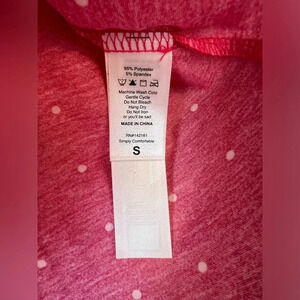 95% Polyester
5% Spandex
Machine Wash Cold
Gentle Cycle
Do Not Bleach
Hang Dry
Do Not Iron
or you'll be sad
MADE IN CHINA
RN#142161
Simply Comfortable
S